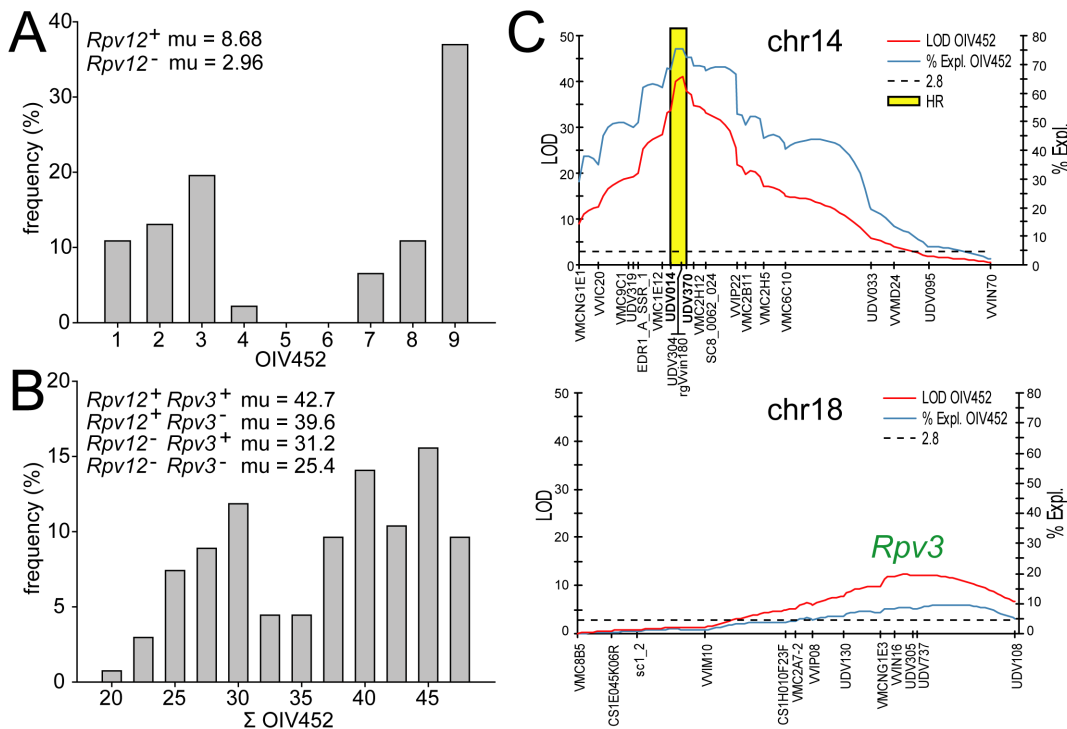 A
Rpv12+ mu = 8.68
Rpv12- mu = 2.96
frequency (%)
40
30
20
10
0
1 2 3 4 5 6 7 8 9
OIV452
B
Rpv12+ Rpv3+ mu = 42.7
Rpv12+ Rpv3- mu = 39.6
Rpv12- Rpv3+ mu = 31.2
Rpv12- Rpv3- mu = 25.4
frequency (%)
20
15
10
5
0
20 25 30 35 40 45
Σ OIV452
C
chr14
LOD OIV452
% Expl. OIV452
2.8
HR
LOD
50
40
30
20
10
0
% Expl.
80
70
60
50
40
30
20
10
0
VMCNG1E1
VVIC20
VMC9C1
UDV319
EDR1_A_SSR_1
VMC1E12
UDV014
UDV304
rgVvin180
UDV370
VMC2H12
SC8_0062_024
VVIP22
VMC2B11
VMC2H5
VMC6C10
UDV033
VVMD24
UDV095
VVIN70
chr18
LOD OIV452
% Expl. OIV452
2.8
Rpv3
LOD
50
40
30
20
10
0
% Expl.
80
70
60
50
40
30
20
10
0
VMC8B5
CS1E045K06R
sc1_2
VVIM10
CS1H010F23F
VMC2A7-2
VVIP08
UDV130
VMCNG1E3
VVIN16
UDV305
UDV737
UDV108